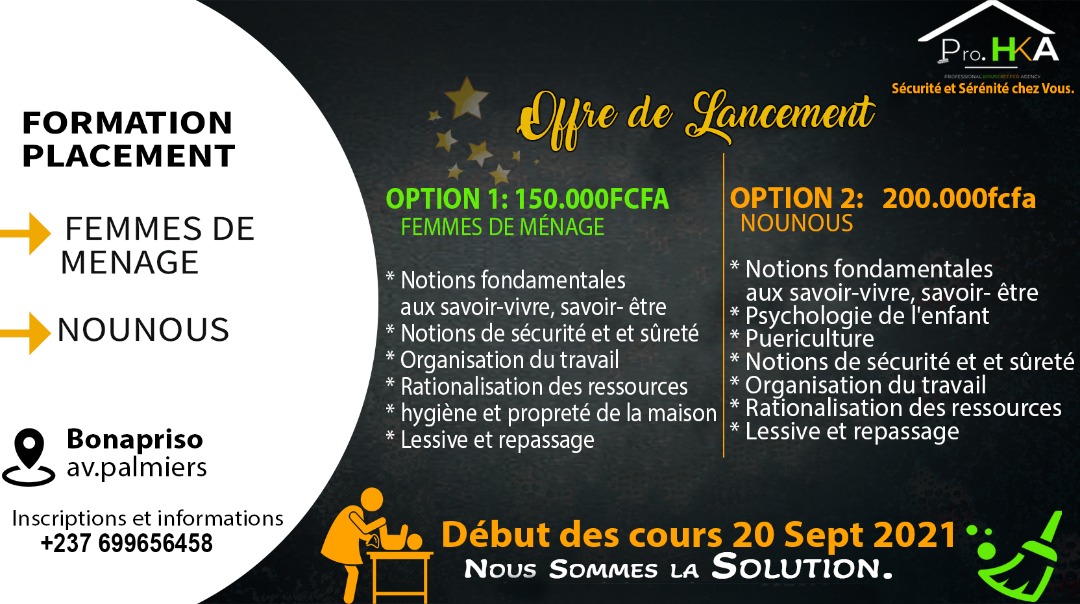 FORMATION
PLACEMENT
FEMMES DE
MENAGE
NOUNOUS
Bonapriso
av.palmiers
Inscriptions et informations
+237 699656458
Pro. HKA
PROFESSIONAL HOUSEKEEPER AGENCY
Sécurité et Sérénité chez Vous.
Offre de Lancement
OPTION 1: 150.000FCFA
FEMMES DE MÉNAGE
* Notions fondamentales
aux savoir-vivre, savoir- être
* Notions de sécurité et et sûreté
* Organisation du travail
* Rationalisation des ressources
* hygiène et propreté de la maison
* Lessive et repassage
OPTION 2: 200.000fcfa
NOUNOUS
* Notions fondamentales
aux savoir-vivre, savoir- être
* Psychologie de l'enfant
* Puericulture
* Notions de sécurité et et sûreté
* Organisation du travail
* Rationalisation des ressources
* Lessive et repassage
Début des cours 20 Sept 2021
Nous Sommes la Solution.